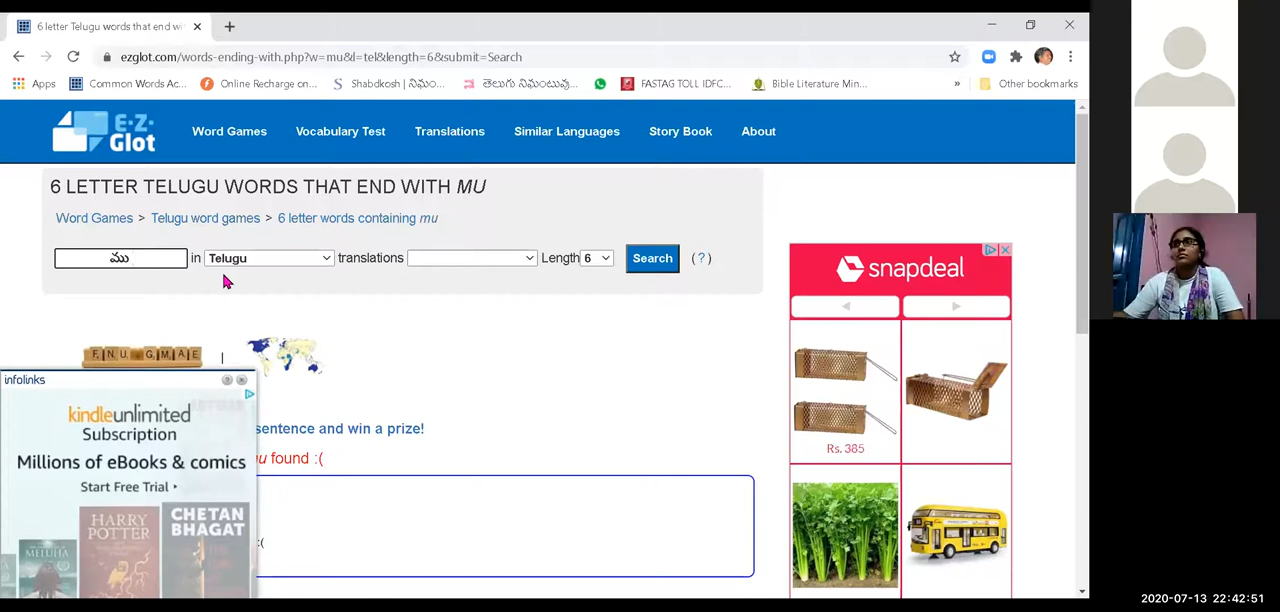 6 letter Telugu words that end wi
ezglot.com/words-ending-with.php?w=mu&l=tel&length=6&submit=Search
Apps
Common Words Ac...
Online Recharge on...
Shabdkosh | నిఘం...
తెలుగు నిఘంటువు...
FASTAG TOLL IDFC...
Bible Literature Min...
»
Other bookmarks
E·Z·
Glot
Word Games
Vocabulary Test
Translations
Similar Languages
Story Book
About
6 LETTER TELUGU WORDS THAT END WITH MU
Word Games > Telugu word games > 6 letter words containing mu
ము in Telugu translations Length 6 Search (?)
snapdeal
F N U G M A E
infolinks
kindleunlimited
Subscription
Millions of eBooks & comics
Start Free Trial
HARRY
POTTER
CHETAN
BHAGAT
MELUHA
sentence and win a prize!
mu found :(
:(
Rs. 385
2020-07-13 22:42:51